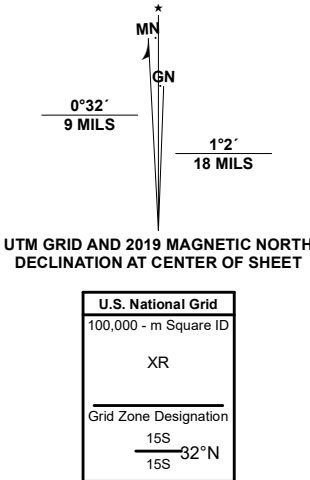 ★
MN
GN
0°32´
9 MILS
1°2´
18 MILS
UTM GRID AND 2019 MAGNETIC NORTH
DECLINATION AT CENTER OF SHEET
U.S. National Grid
100,000 - m Square ID
XR
Grid Zone Designation
15S
32°N
15S